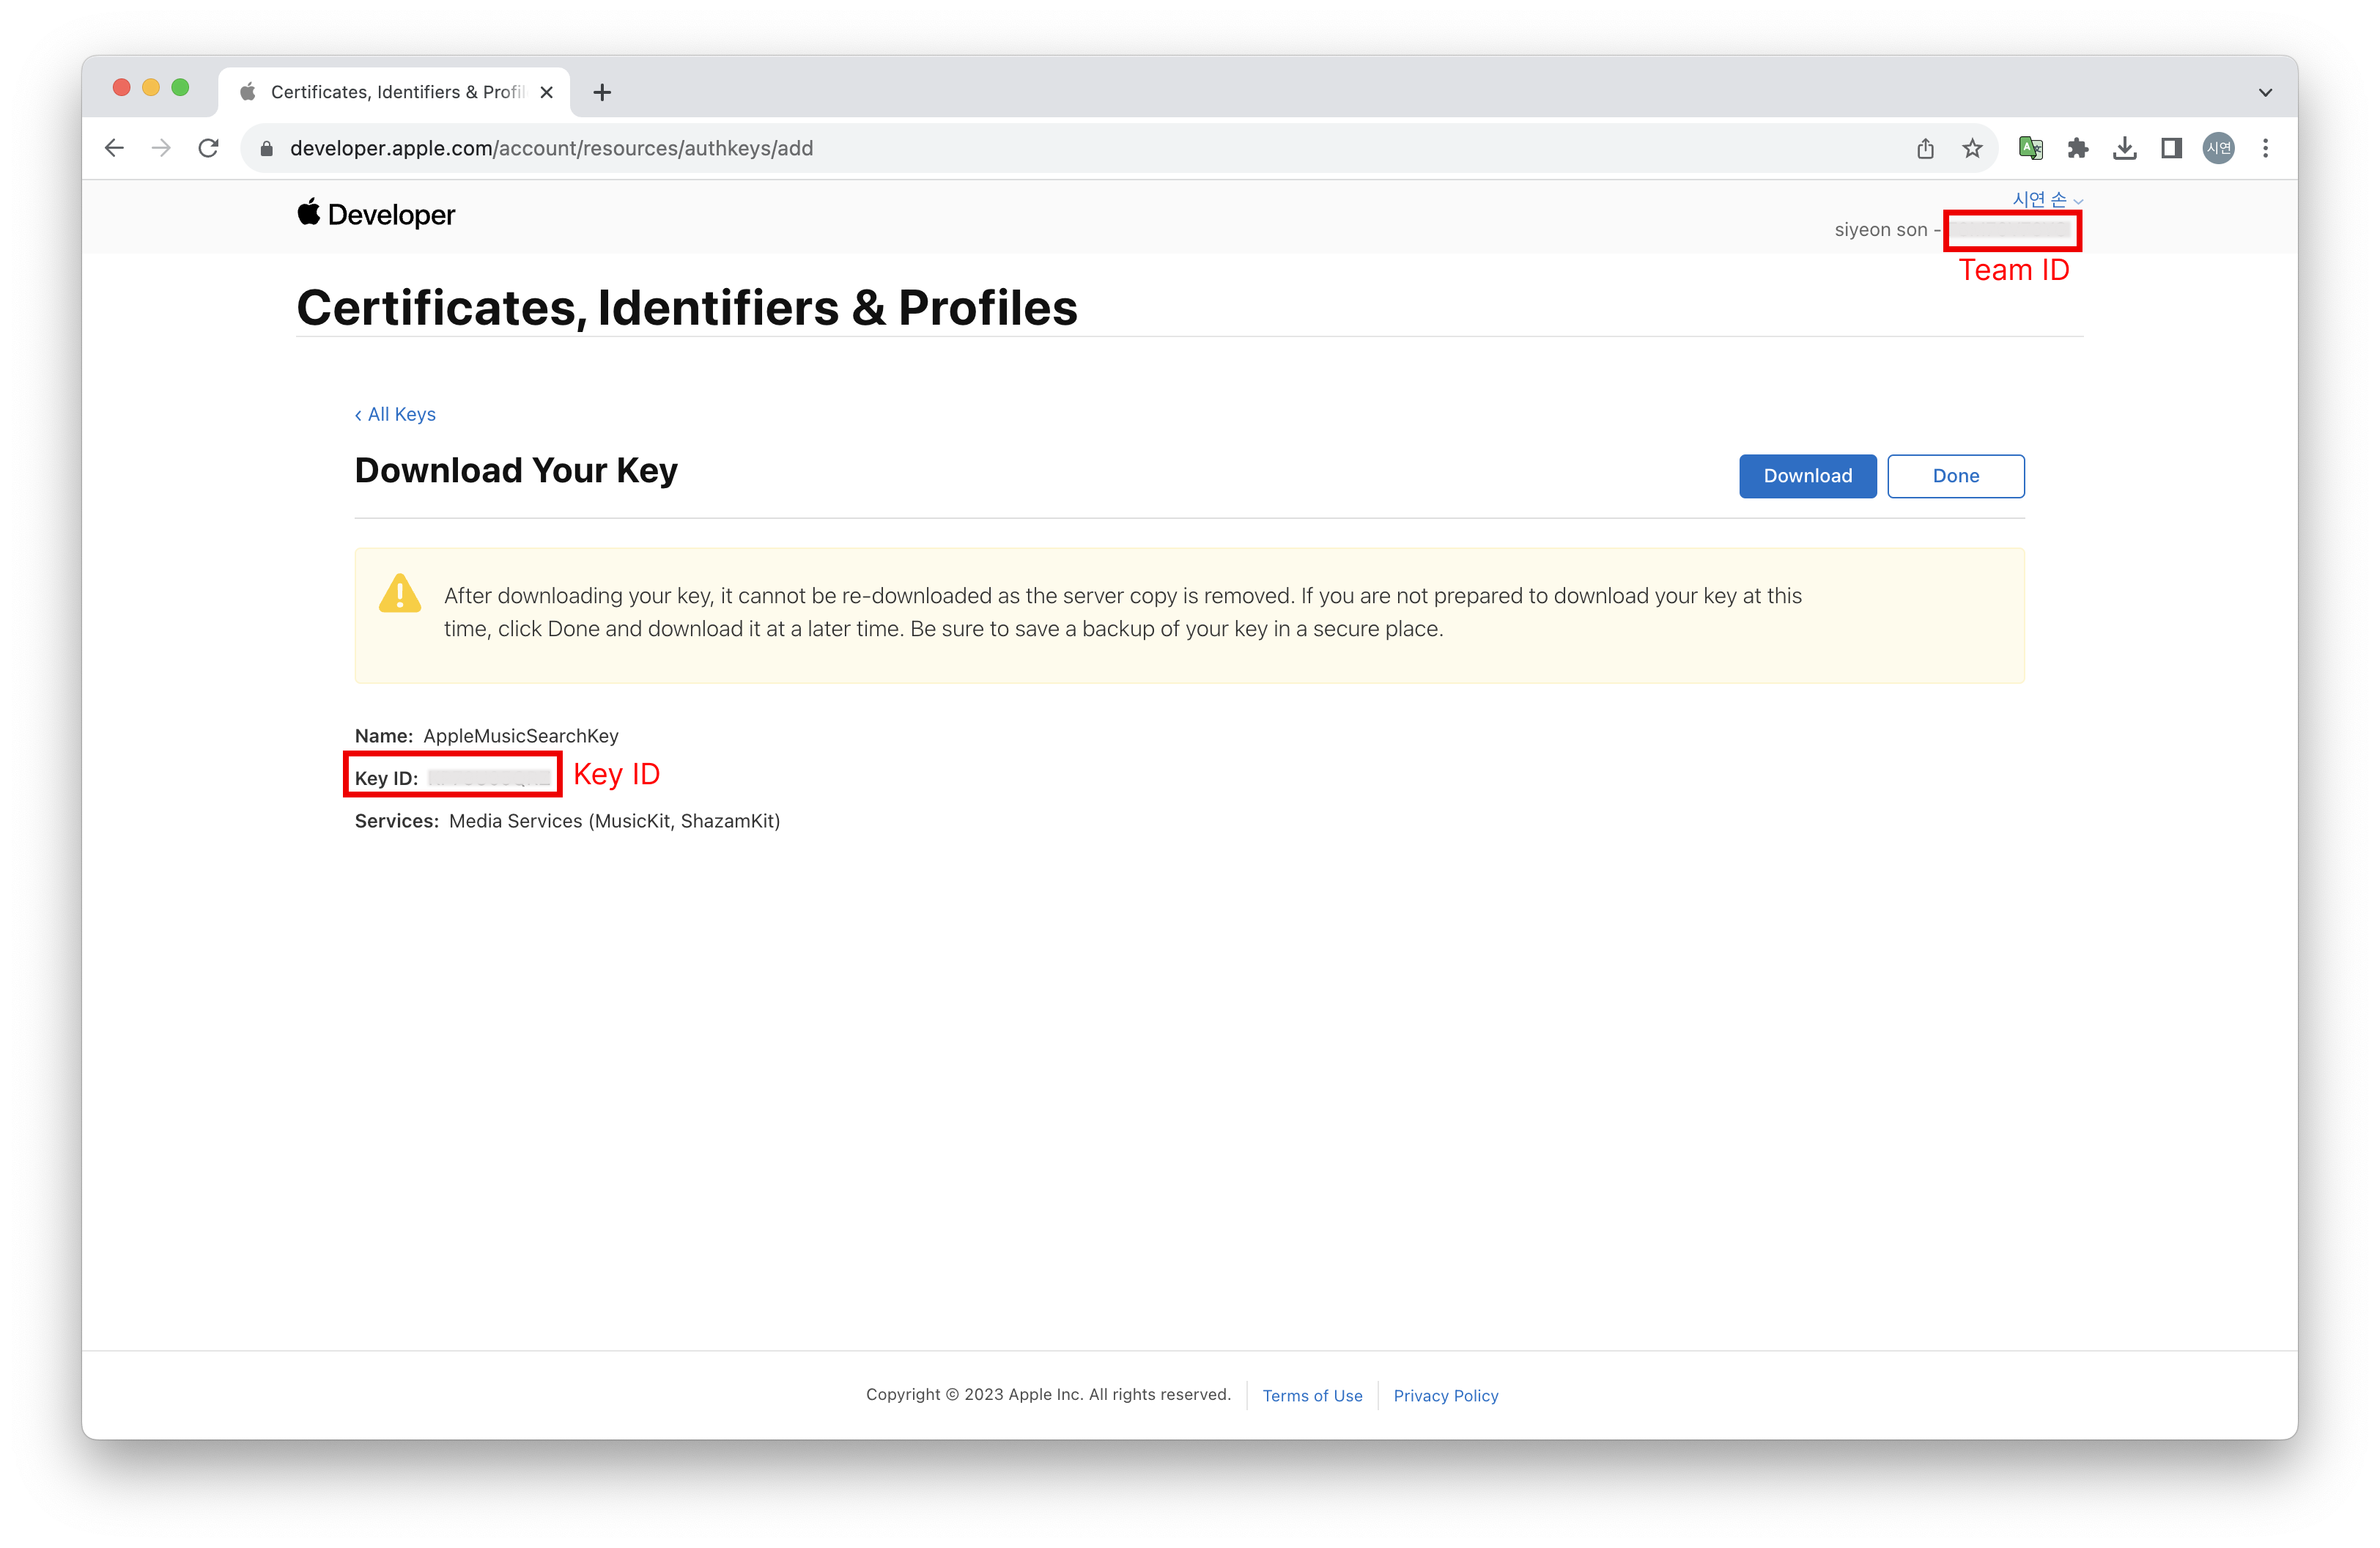 Certificates, Identifiers & Profil
developer.apple.com/account/resources/authkeys/add
시연
Developer
시연 손
siyeon son -
Team ID
Certificates, Identifiers & Profiles
‹ All Keys
Download Your Key
Download
Done
After downloading your key, it cannot be re-downloaded as the server copy is removed. If you are not prepared to download your key at this
time, click Done and download it at a later time. Be sure to save a backup of your key in a secure place.
Name: AppleMusicSearchKey
Key ID:
Key ID
Services: Media Services (MusicKit, ShazamKit)
Copyright © 2023 Apple Inc. All rights reserved.
Terms of Use
Privacy Policy